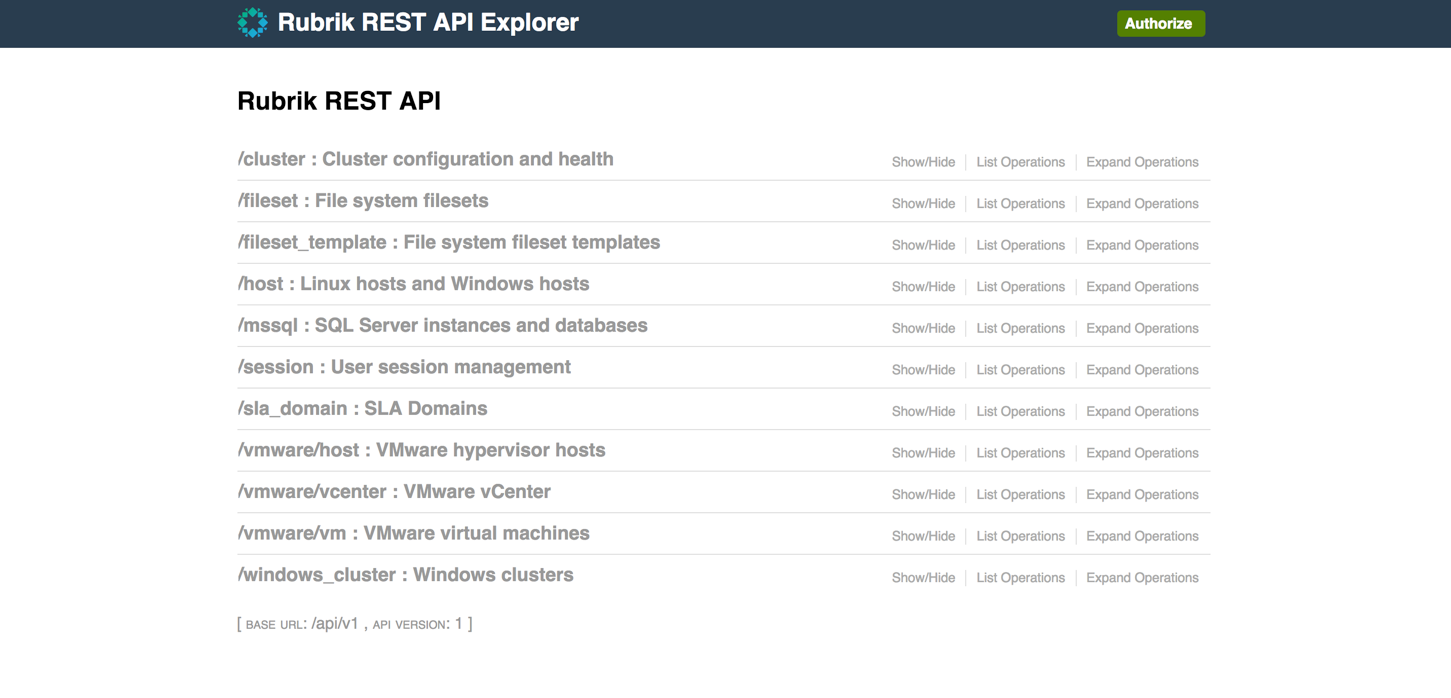 Rubrik REST API Explorer Authorize
Rubrik REST API
/cluster : Cluster configuration and health Show/Hide List Operations Expand Operations
/fileset : File system filesets Show/Hide List Operations Expand Operations
/fileset_template : File system fileset templates Show/Hide List Operations Expand Operations
/host : Linux hosts and Windows hosts Show/Hide List Operations Expand Operations
/mssql : SQL Server instances and databases Show/Hide List Operations Expand Operations
/session : User session management Show/Hide List Operations Expand Operations
/sla_domain : SLA Domains Show/Hide List Operations Expand Operations
/vmware/host : VMware hypervisor hosts Show/Hide List Operations Expand Operations
/vmware/vcenter : VMware vCenter Show/Hide List Operations Expand Operations
/vmware/vm : VMware virtual machines Show/Hide List Operations Expand Operations
/windows_cluster : Windows clusters Show/Hide List Operations Expand Operations
[ BASE URL: /api/v1 , API VERSION: 1 ]